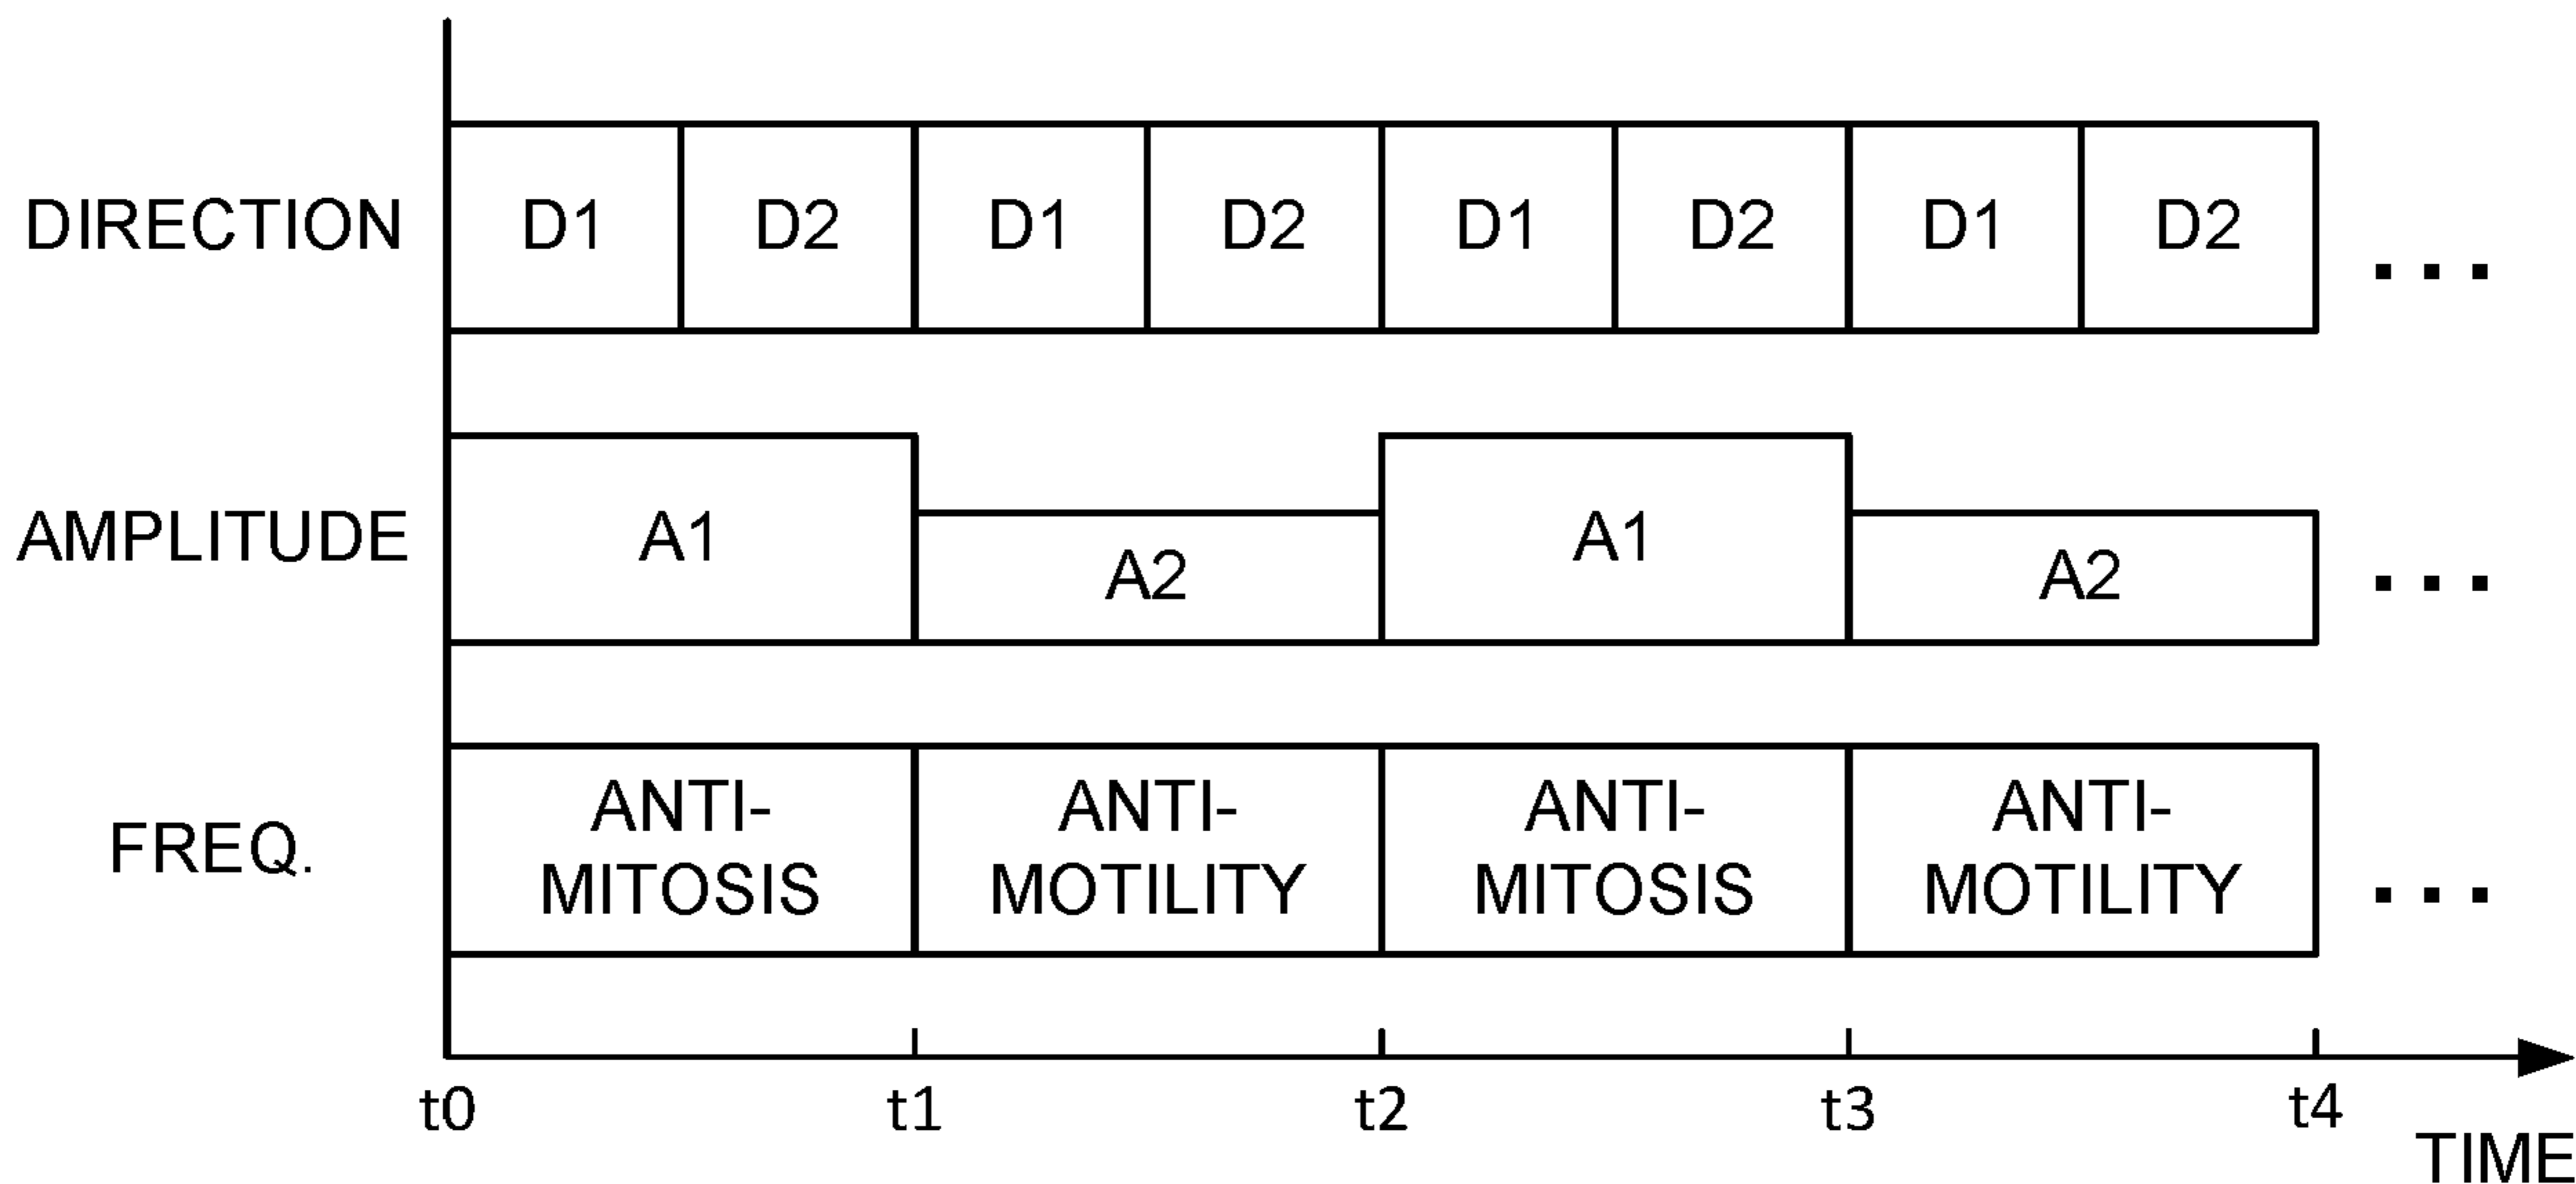 DIRECTION D1 D2 D1 D2 D1 D2 D1 D2 ...
AMPLITUDE A1 A2 A1 A2 ...
FREQ. ANTI-
MITOSIS ANTI-
MOTILITY ANTI-
MITOSIS ANTI-
MOTILITY ...
t0 t1 t2 t3 t4
TIME